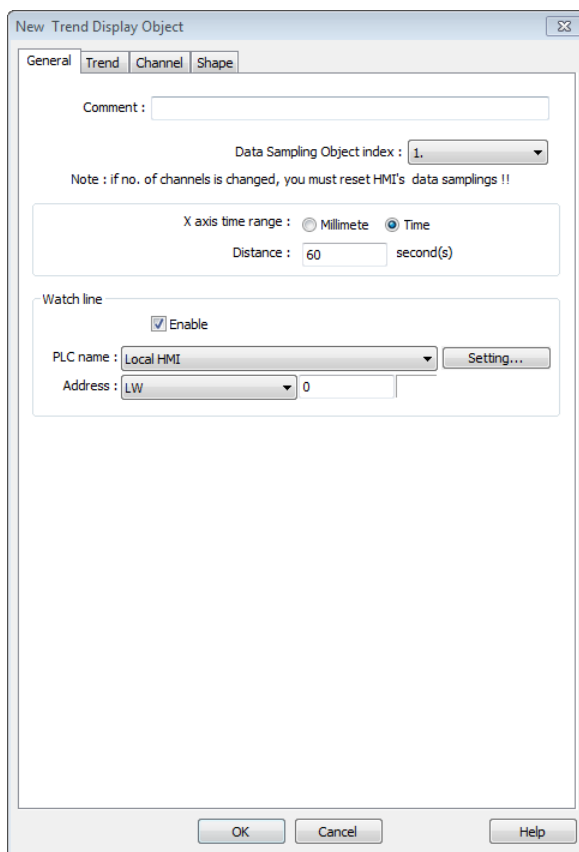 New Trend Display Object
General Trend Channel Shape
Comment :
Data Sampling Object index : 1.
Note : if no. of channels is changed, you must reset HMI's data samplings !!
X axis time range : Millimete Time
Distance : 60 second(s)
Watch line
Enable
PLC name : Local HMI Setting...
Address : LW 0
OK Cancel Help